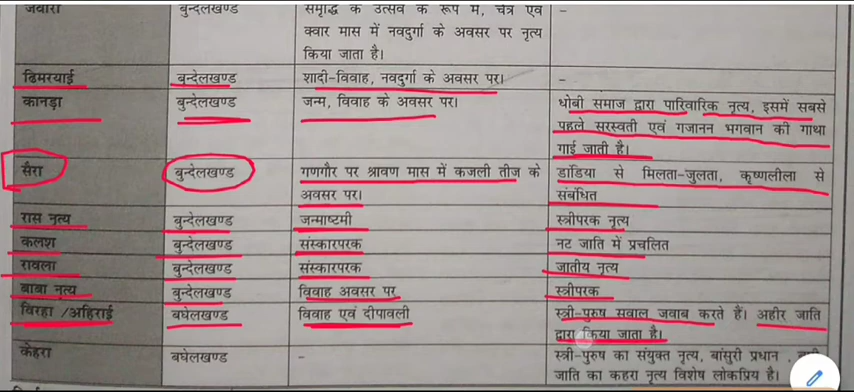 जवारा बुन्देलखण्ड समृद्धि के उत्सव के रूप में, चैत्र एवं -
क्वार मास में नवदुर्गा के अवसर पर नृत्य
किया जाता है।
ढिमरयाई बुन्देलखण्ड शादी-विवाह, नवदुर्गा के अवसर पर। -
कानड़ा बुन्देलखण्ड जन्म, विवाह के अवसर पर। धोबी समाज द्वारा पारिवारिक नृत्य, इसमें सबसे
पहले सरस्वती एवं गजानन भगवान की गाथा
गाई जाती है।
सैरा बुन्देलखण्ड गणगौर पर श्रावण मास में कजली तीज के डांडिया से मिलता-जुलता, कृष्णलीला से
अवसर पर। संबंधित
रास नृत्य बुन्देलखण्ड जन्माष्टमी स्त्रीपरक नृत्य
कलश बुन्देलखण्ड संस्कारपरक नट जाति में प्रचलित
रावला बुन्देलखण्ड संस्कारपरक जातीय नृत्य
बाबा नृत्य बुन्देलखण्ड विवाह अवसर पर स्त्रीपरक
विरहा /अहिराई बघेलखण्ड विवाह एवं दीपावली स्त्री-पुरुष सवाल जवाब करते हैं। अहीर जाति
द्वारा किया जाता है।
केहरा बघेलखण्ड - स्त्री-पुरुष का संयुक्त नृत्य, बांसुरी प्रधान
जाति का कहरा नृत्य विशेष लोकप्रिय है।